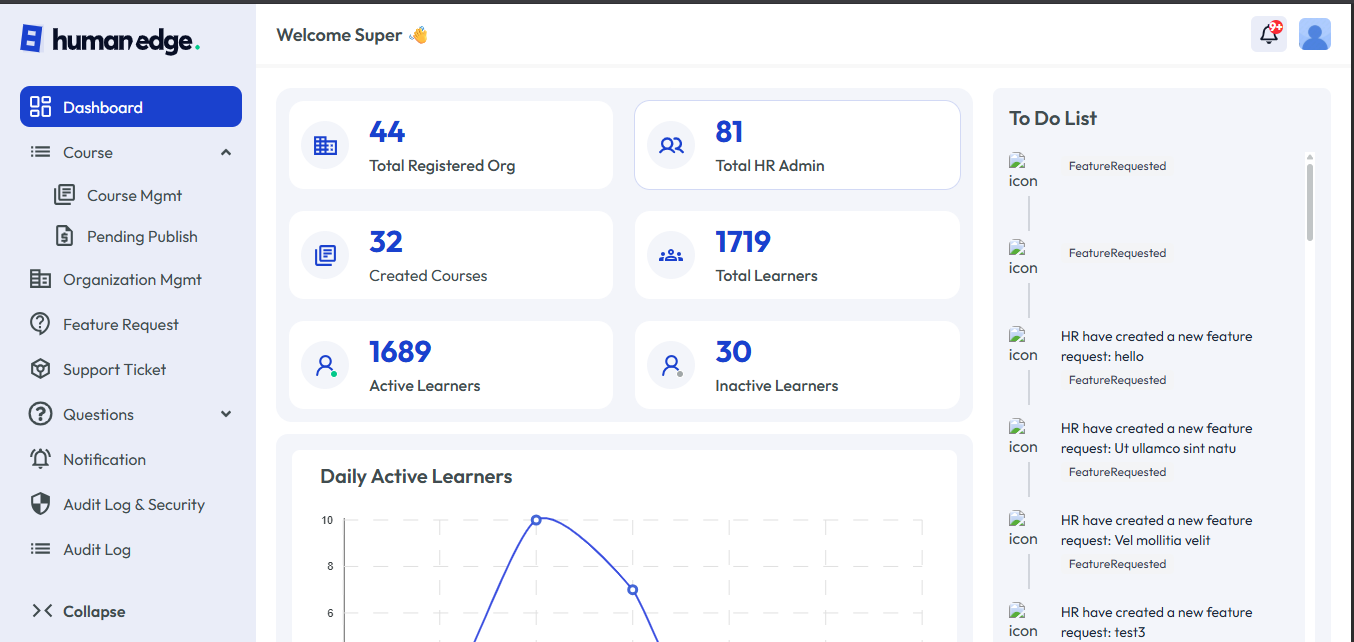 human edge.
Dashboard
Course
Course Mgmt
Pending Publish
Organization Mgmt
Feature Request
Support Ticket
Questions
Notification
Audit Log & Security
Audit Log
Collapse
Welcome Super 👋
9+
44
Total Registered Org
81
Total HR Admin
32
Created Courses
1719
Total Learners
1689
Active Learners
30
Inactive Learners
Daily Active Learners
10
8
6
To Do List
icon
FeatureRequested
icon
FeatureRequested
icon
HR have created a new feature
request: hello
FeatureRequested
icon
HR have created a new feature
request: Ut ullamco sint natu
FeatureRequested
icon
HR have created a new feature
request: Vel mollitia velit
FeatureRequested
icon
HR have created a new feature
request: test3